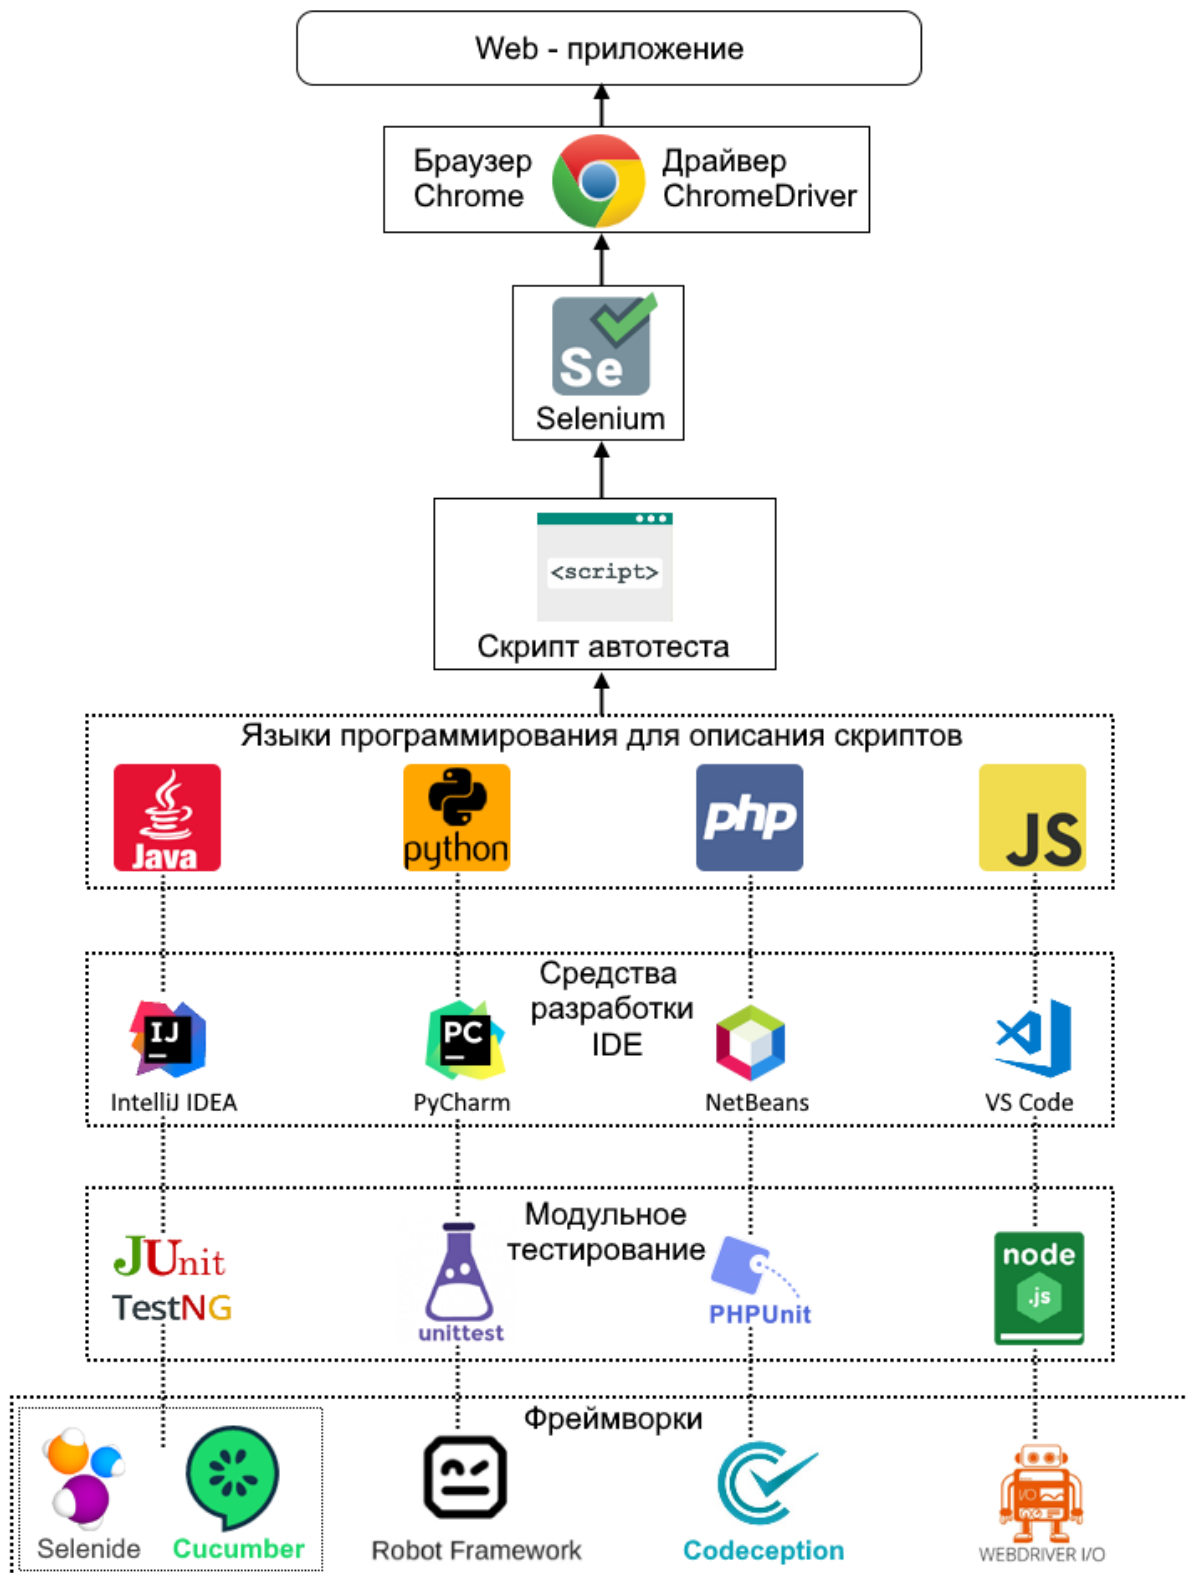 Web - приложение
Браузер
Chrome
Драйвер
ChromeDriver
Se
Selenium
<script>
Скрипт автотеста
Языки программирования для описания скриптов
Java
python
php
JS
Средства
разработки
IDE
IJ
PC
IntelliJ IDEA
PyCharm
NetBeans
VS Code
Модульное
тестирование
JUnit
TestNG
unittest
PHPUnit
node
.js
Фреймворки
I/O
Selenide
Cucumber
Robot Framework
Codeception
WEBDRIVER I/O